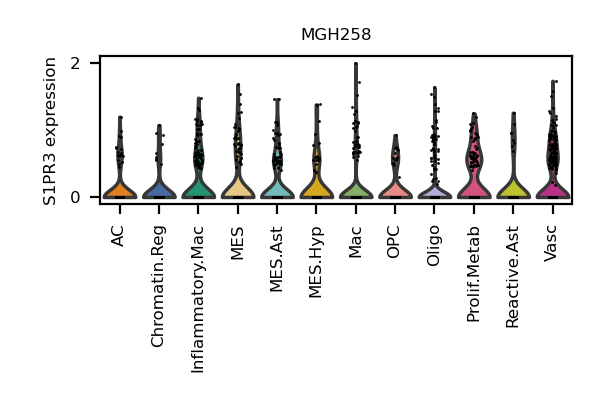 MGH258
S1PR3 expression
2
0
AC
Chromatin.Reg
Inflammatory.Mac
MES
MES.Ast
MES.Hyp
Mac
OPC
Oligo
Prolif.Metab
Reactive.Ast
Vasc